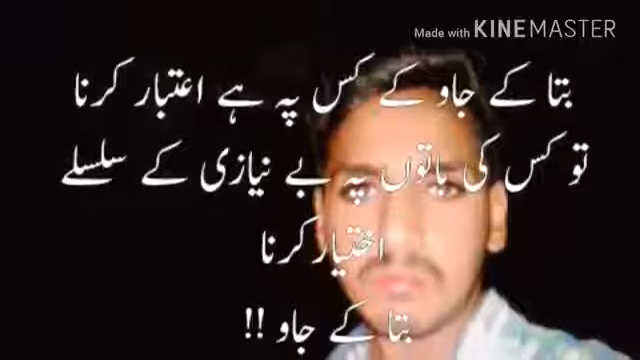 Made with KINEMASTER
بتا کے جاو کے کس پہ ہے اعتبار کرنا
تو کس کی باتوں پہ بے نیازی کے سلسلے
اختیار کرنا
بتا کے جاو !!